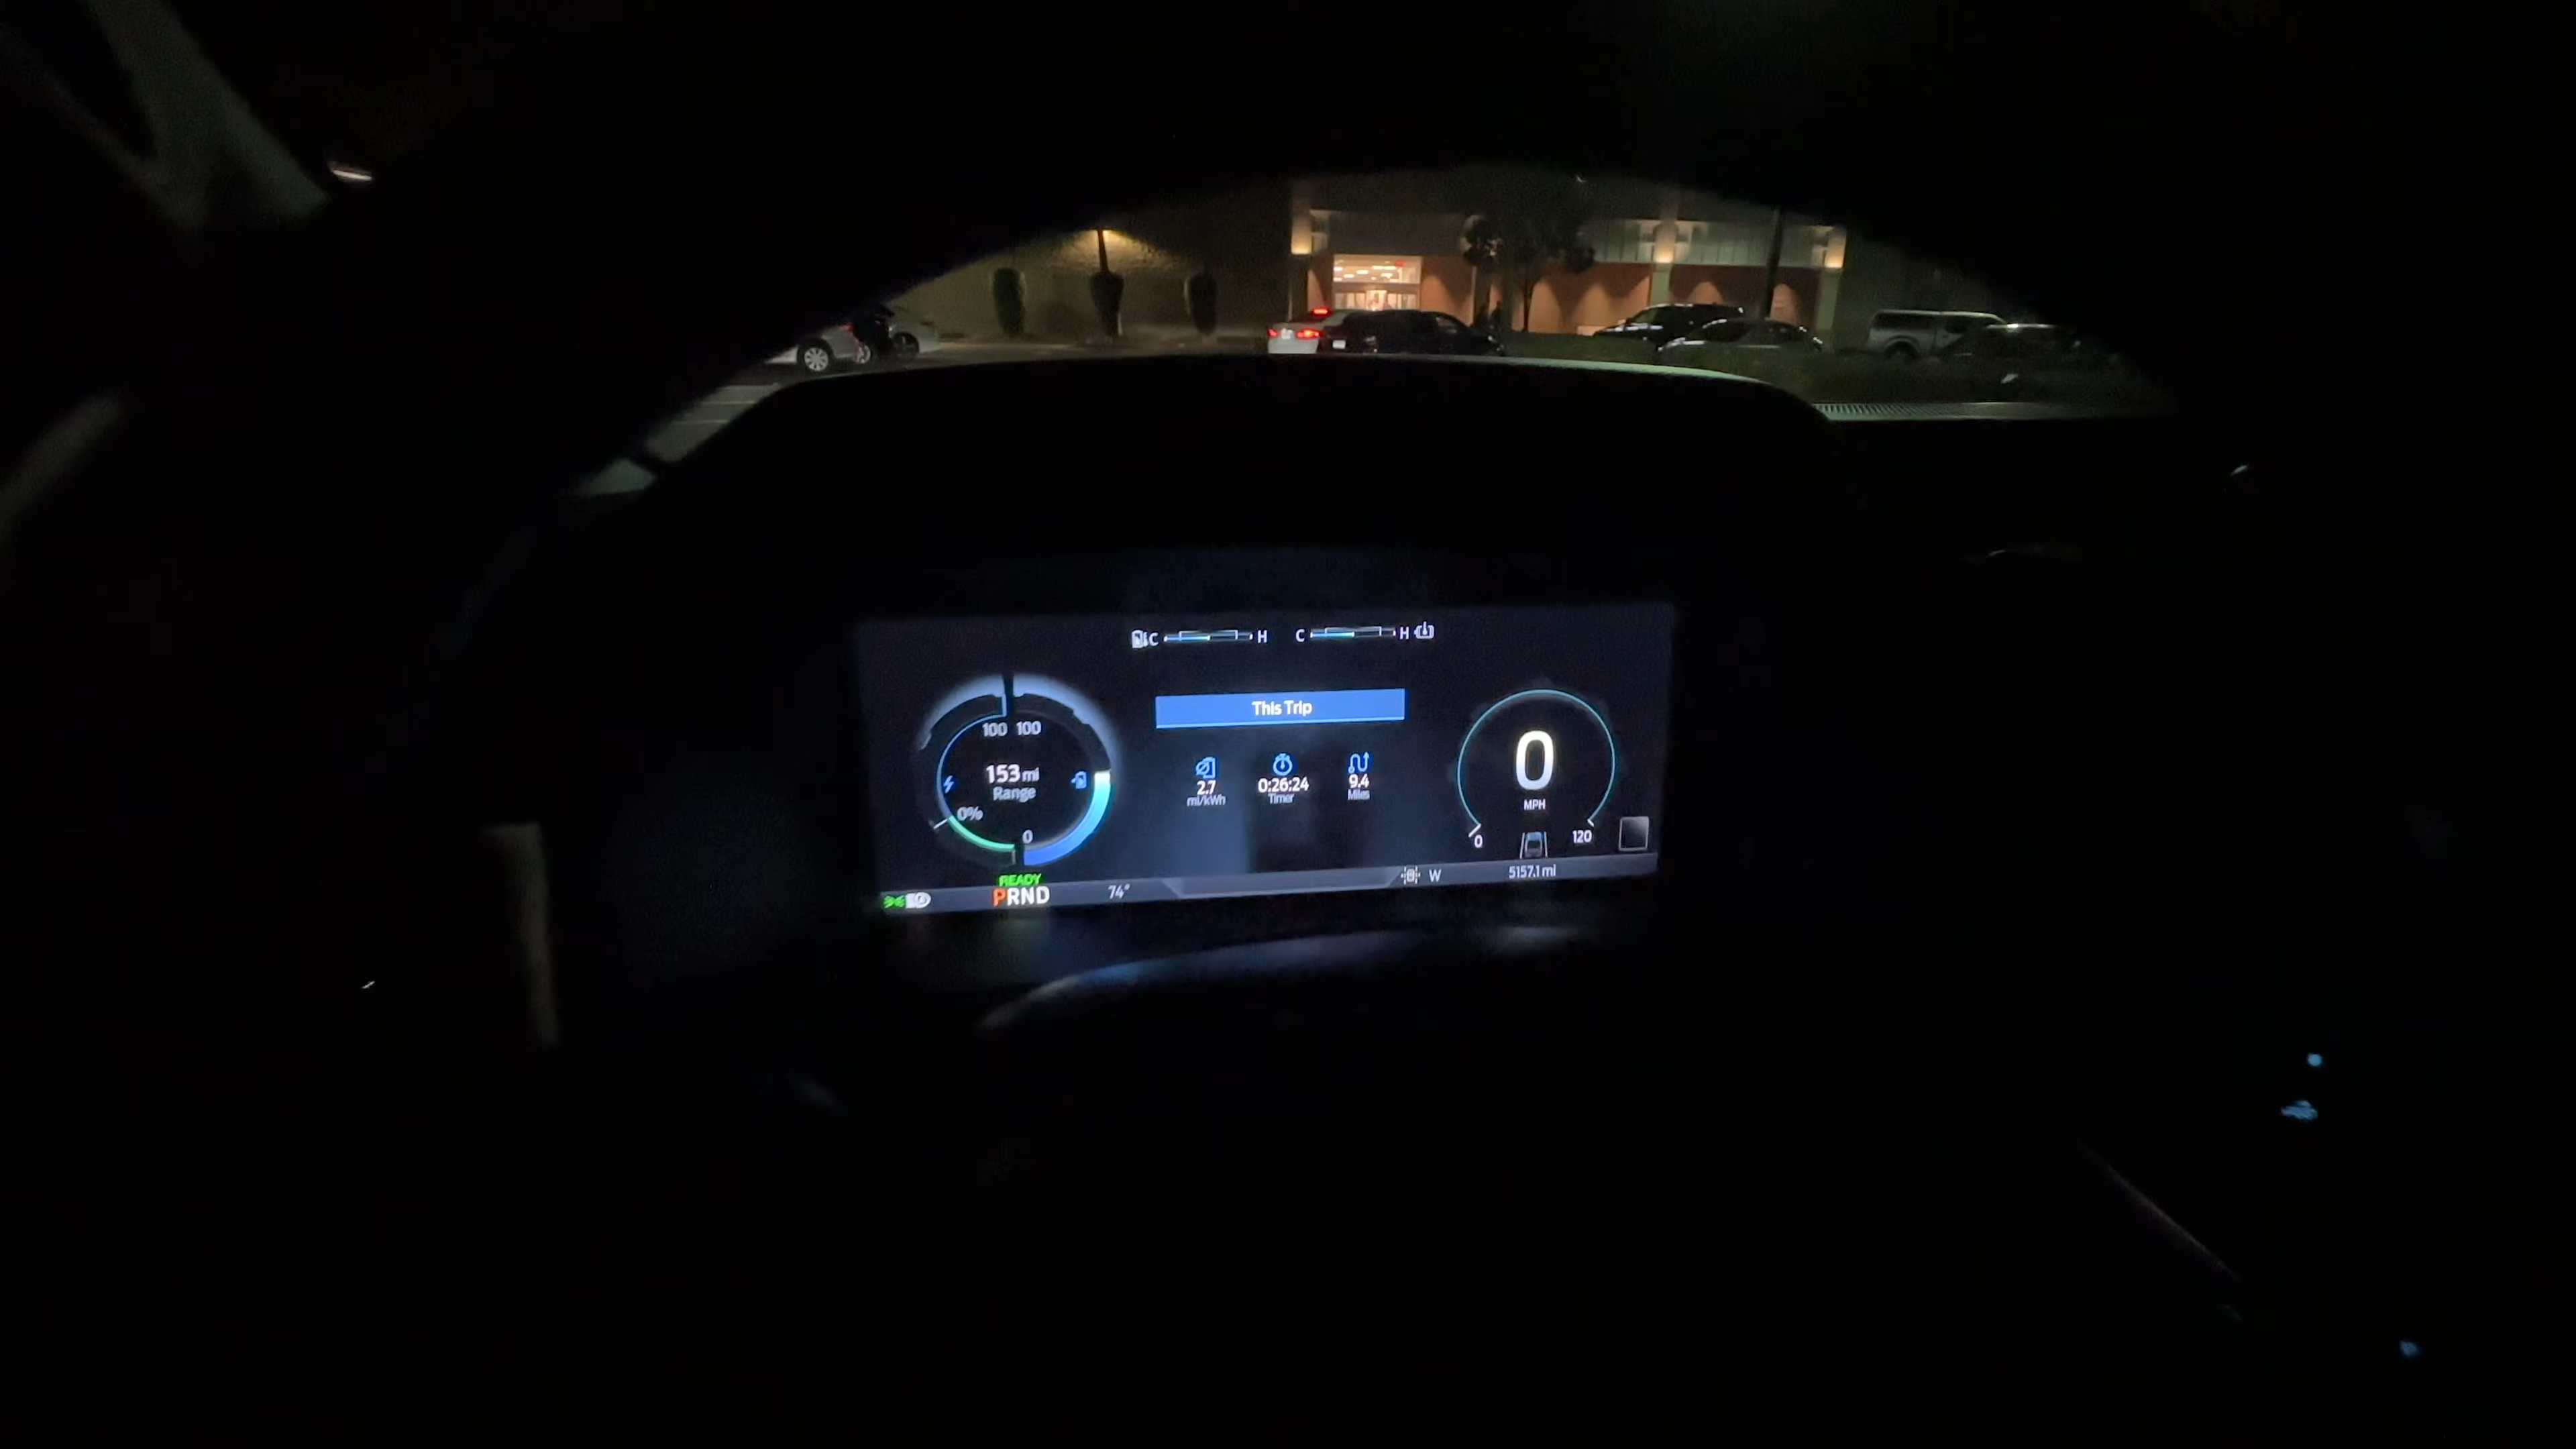 C H C H
This Trip
100 100
153 mi
Range
0%
0
2.7
mi/kWh
0:26:24
Timer
9.4
Miles
0
MPH
0 120
READY
PRND
74°
W
5157.1 mi